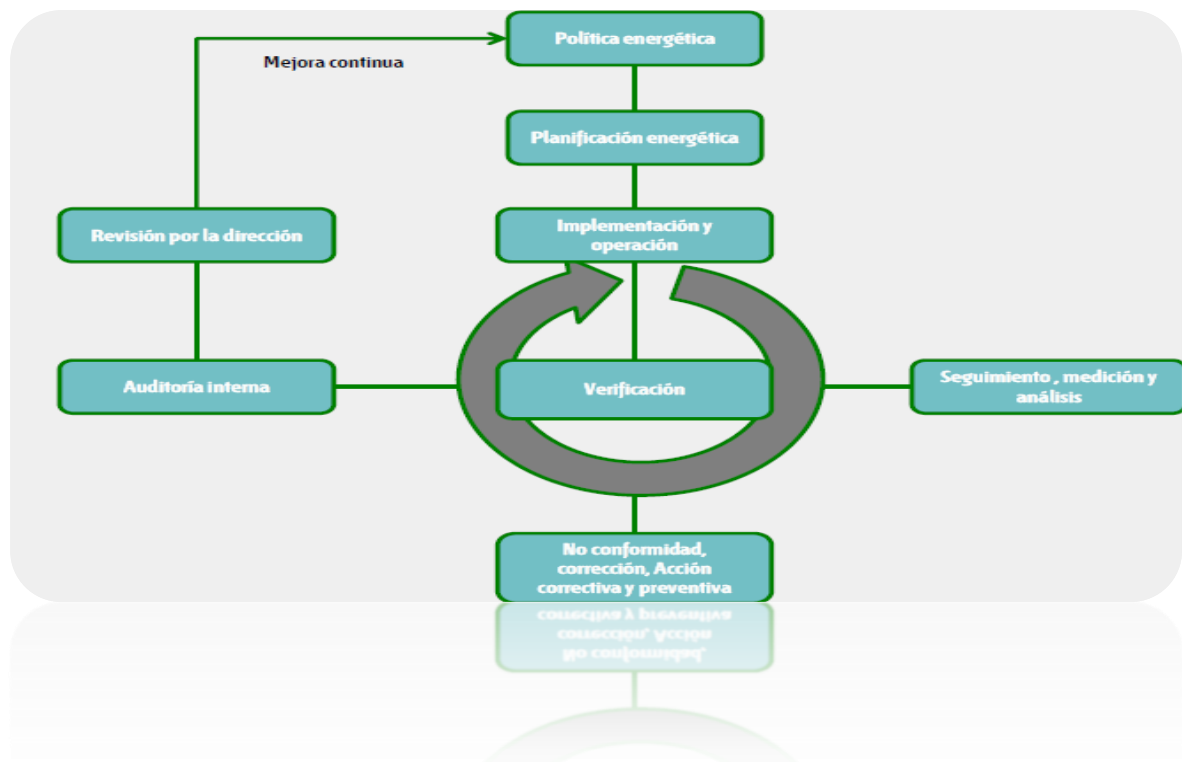 Política energética
Mejora continua
Planificación energética
Revisión por la dirección
Implementación y
operación
Auditoría interna
Verificación
Seguimiento , medición y
análisis
No conformidad,
corrección, Acción
correctiva y preventiva